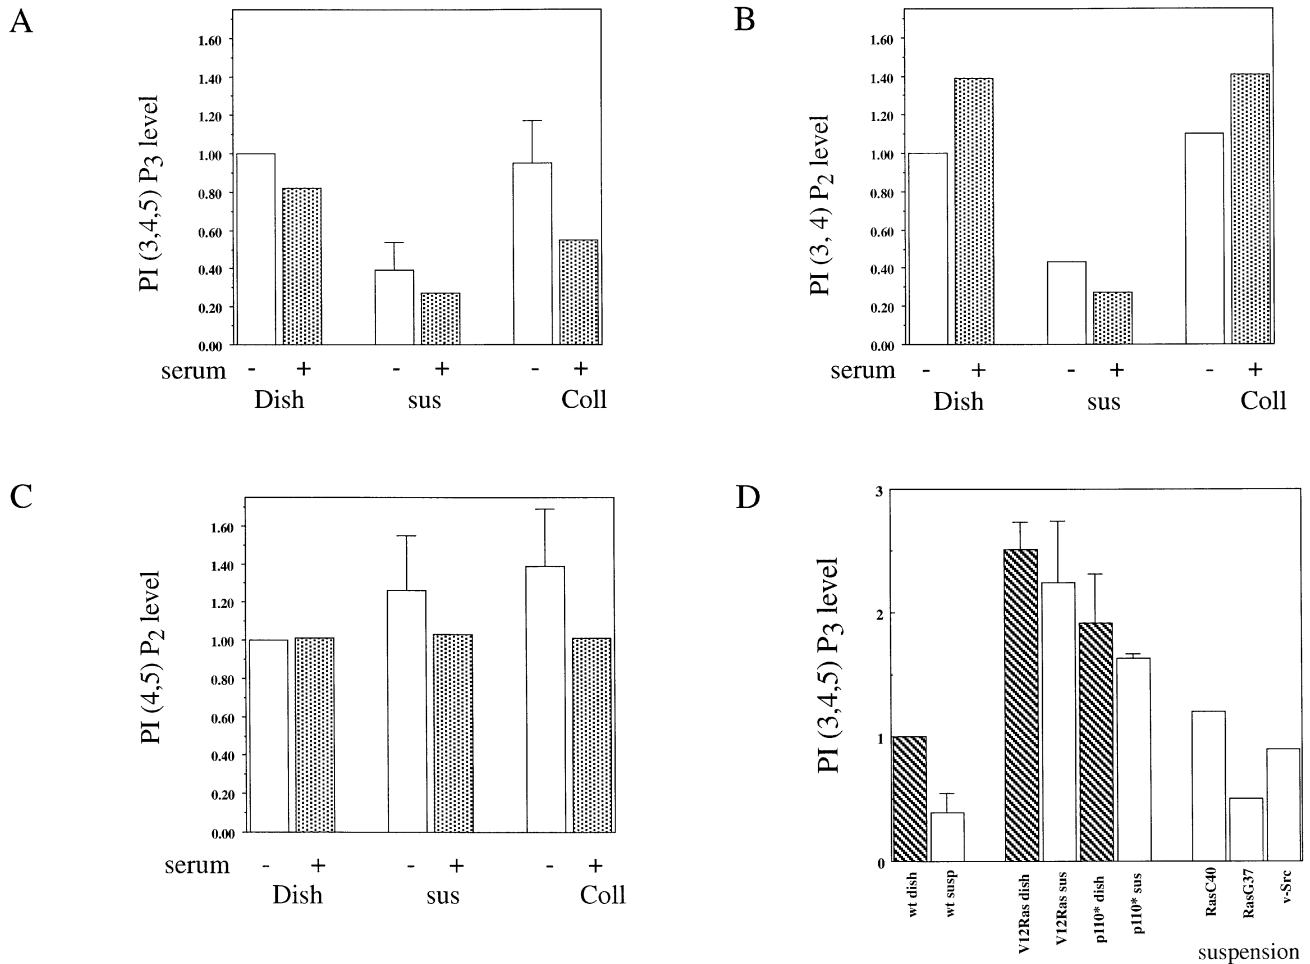 A
PI (3,4,5) P3 level
1.60
1.40
1.20
1.00
0.80
0.60
0.40
0.20
0.00
serum - + - + - +
Dish sus Coll
B
PI (3, 4) P2 level
1.60
1.40
1.20
1.00
0.80
0.60
0.40
0.20
0.00
serum - + - + - +
Dish sus Coll
C
PI (4,5) P2 level
1.60
1.40
1.20
1.00
0.80
0.60
0.40
0.20
0.00
serum - + - + - +
Dish sus Coll
D
PI (3,4,5) P3 level
3
2
1
0
wt dish
wt susp
V12Ras dish
V12Ras sus
p110* dish
p110* sus
RasC40
RasG37
v-Src
suspension